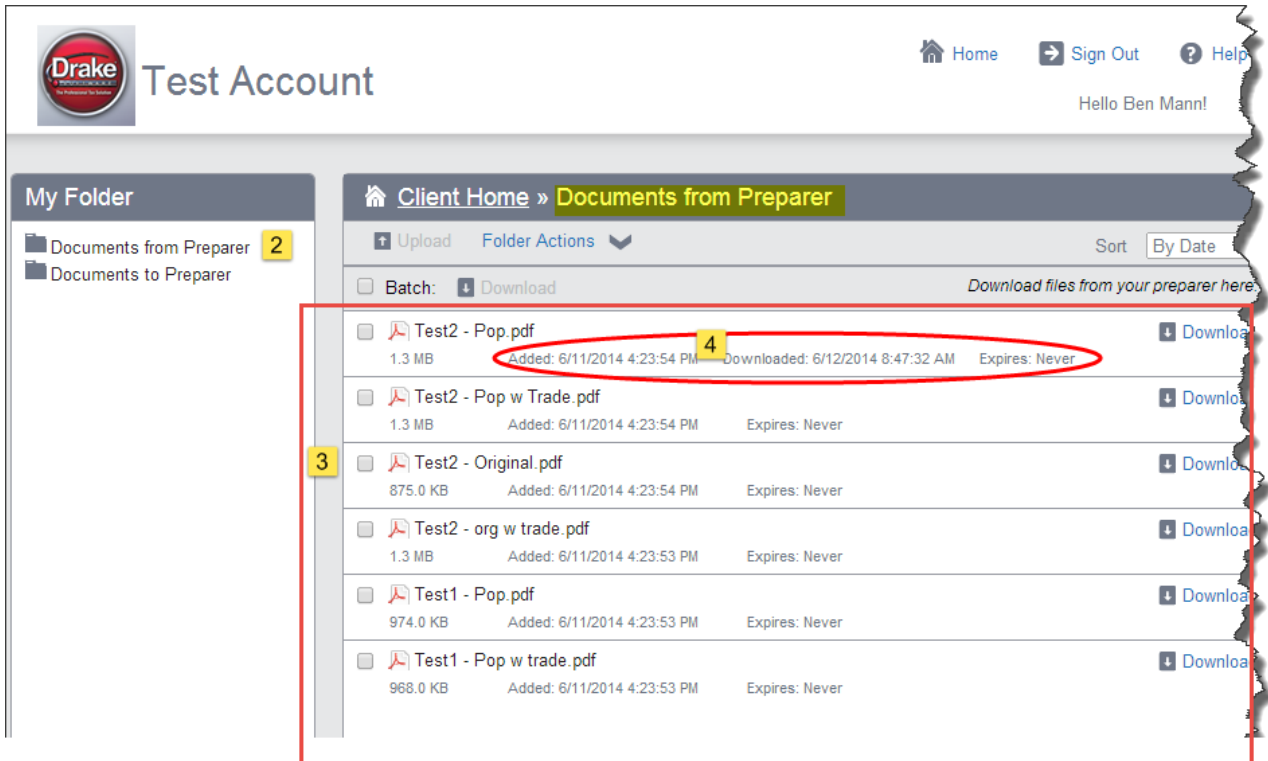 Drake
Test Account
Home Sign Out Help
Hello Ben Mann!
My Folder
Documents from Preparer 2
Documents to Preparer
Client Home » Documents from Preparer
Upload Folder Actions
Sort By Date
Batch: Download
Download files from your preparer here
3
Test2 - Pop.pdf
Downloa
1.3 MB Added: 6/11/2014 4:23:54 PM 4 Downloaded: 6/12/2014 8:47:32 AM Expires: Never
Test2 - Pop w Trade.pdf
Downlo
1.3 MB Added: 6/11/2014 4:23:54 PM Expires: Never
Test2 - Original.pdf
Downlo
875.0 KB Added: 6/11/2014 4:23:54 PM Expires: Never
Test2 - org w trade.pdf
Downloa
1.3 MB Added: 6/11/2014 4:23:53 PM Expires: Never
Test1 - Pop.pdf
Downloa
974.0 KB Added: 6/11/2014 4:23:53 PM Expires: Never
Test1 - Pop w trade.pdf
Downloa
968.0 KB Added: 6/11/2014 4:23:53 PM Expires: Never